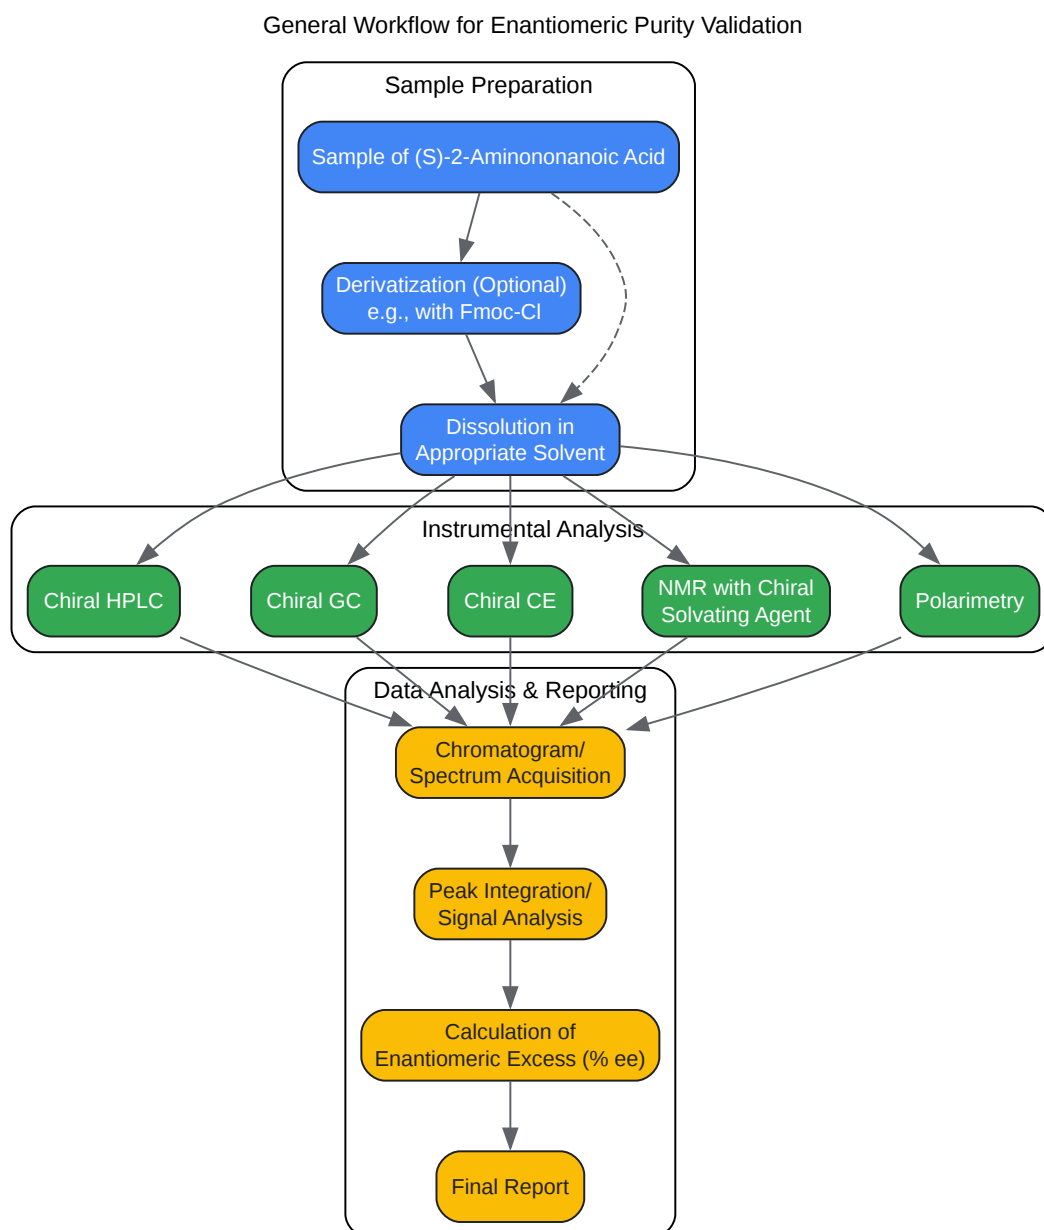 General Workflow for Enantiomeric Purity Validation
Sample Preparation
Sample of (S)-2-Aminononanoic Acid
Derivatization (Optional)
e.g., with Fmoc-Cl
Dissolution in
Appropriate Solvent
Instrumental Analysis
Chiral HPLC
Chiral GC
Chiral CE
NMR with Chiral
Solvating Agent
Polarimetry
Data Analysis & Reporting
Chromatogram/
Spectrum Acquisition
Peak Integration/
Signal Analysis
Calculation of
Enantiomeric Excess (% ee)
Final Report